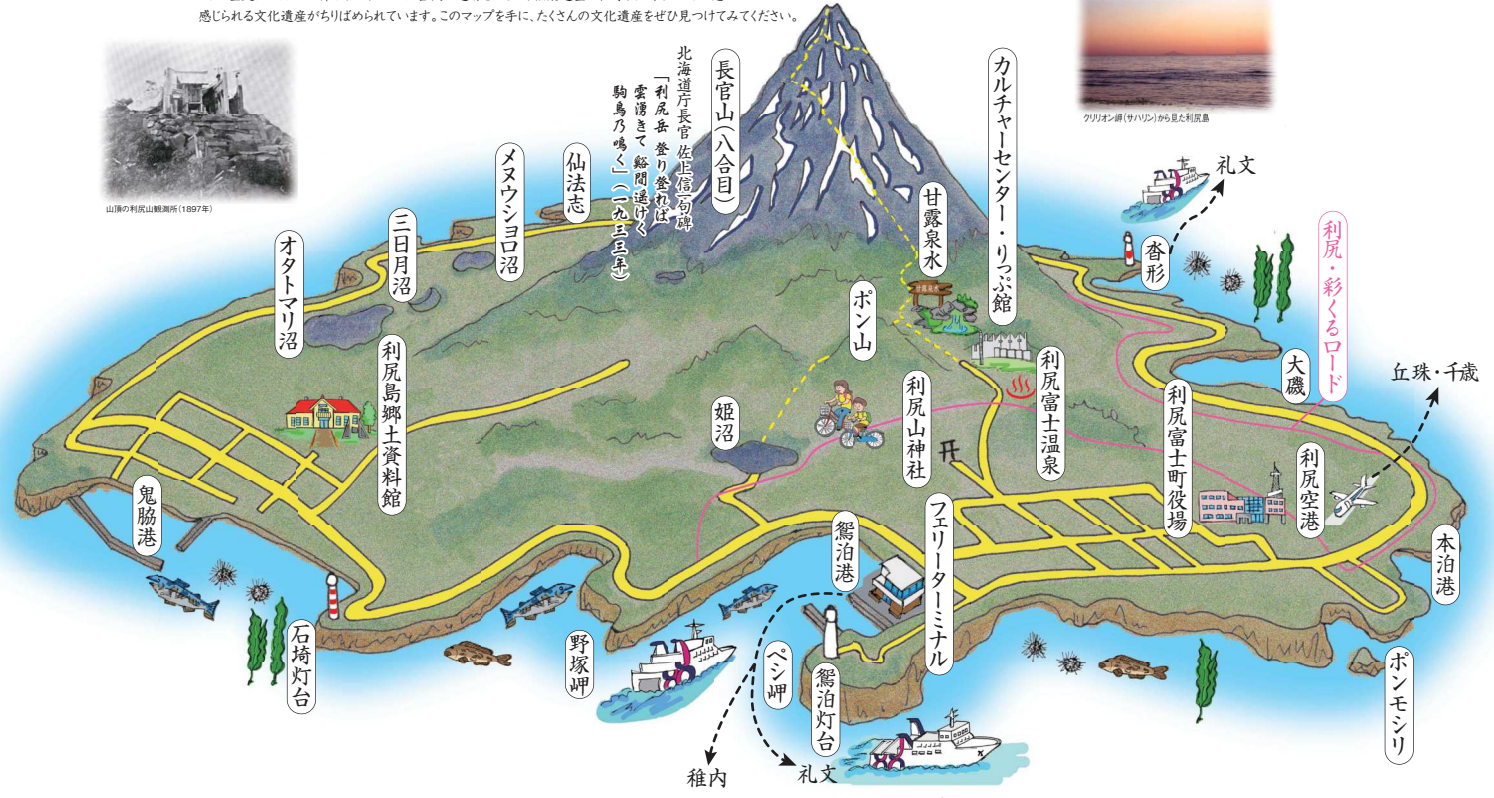 感じられる文化遺産がちりばめられています。このマップを手に、たくさんの文化遺産をぜひ見つけてみてください。
山頂の利尻山観測所(1897年)
クリリオン岬(サハリン)から見た利尻島
北海道庁長官 佐上信一句碑
「利尻岳 登り登れば
雲湧きて 谿間遥けく
駒鳥乃鳴く」(一九三三年)
長官山(八合目)
カルチャーセンター・りっぷ館
甘露泉水
甘露泉水
礼文
沓形
利尻・彩くるロード
仙法志
メヌウショロ沼
三日月沼
オタトマリ沼
利尻島郷土資料館
ポン山
姫沼
利尻山神社
利尻富士温泉
大磯
丘珠・千歳
利尻富士町役場
利尻空港
本泊港
鬼脇港
石埼灯台
野塚岬
鴛泊港
フェリーターミナル
ペシ岬
鴛泊灯台
ポンモシリ
稚内
礼文